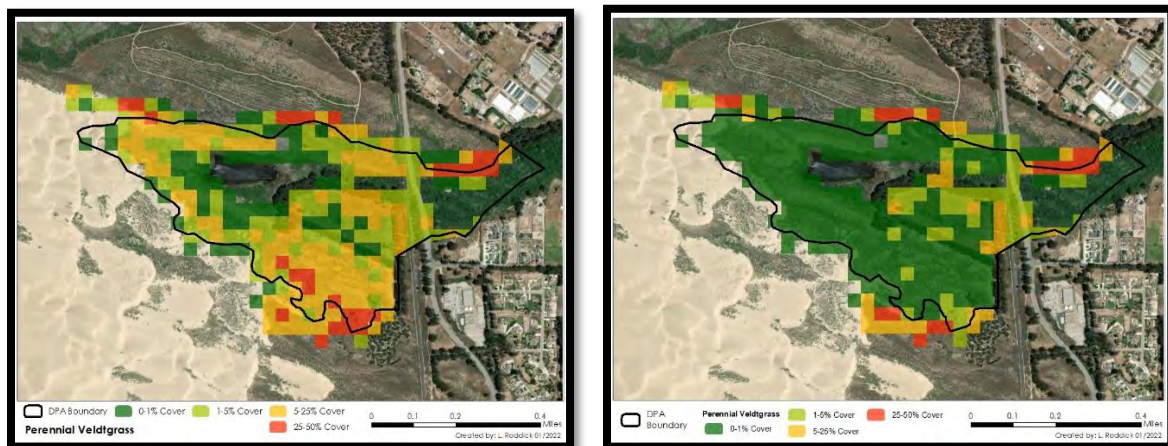 DPA Boundary 0-1% Cover 1-5% Cover 5-25% Cover
25-50% Cover
Perennial Veldtgrass
0 0.1 0.2 0.4
Miles
Created by: L. Roddick 01/2022
DPA
Boundary
Perennial Veldtgrass
0-1% Cover
1-5% Cover
5-25% Cover
25-50% Cover
0 0.1 0.2 0.4
Miles
Created by: L. Roddick 01/2022